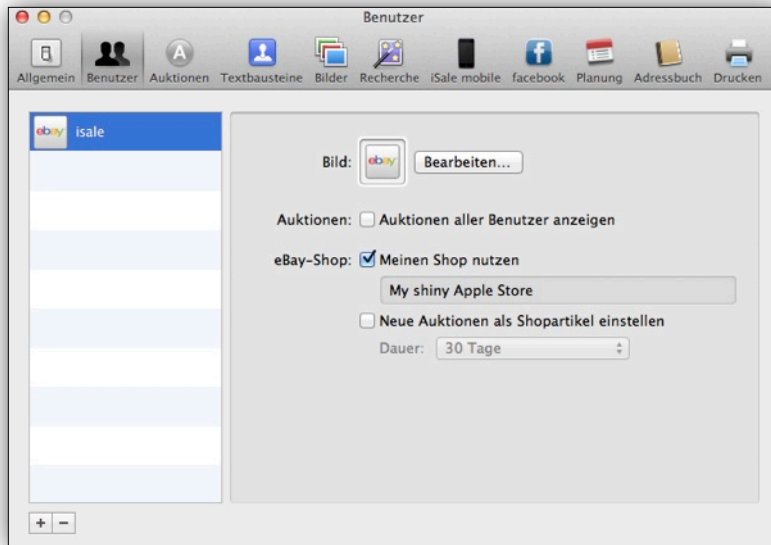 Benutzer
Allgemein Benutzer Auktionen Textbausteine Bilder Recherche iSale mobile facebook Planung Adressbuch Drucken
ebay isale
Bild: ebay Bearbeiten...
Auktionen: Auktionen aller Benutzer anzeigen
eBay-Shop: Meinen Shop nutzen
My shiny Apple Store
Neue Auktionen als Shopartikel einstellen
Dauer: 30 Tage